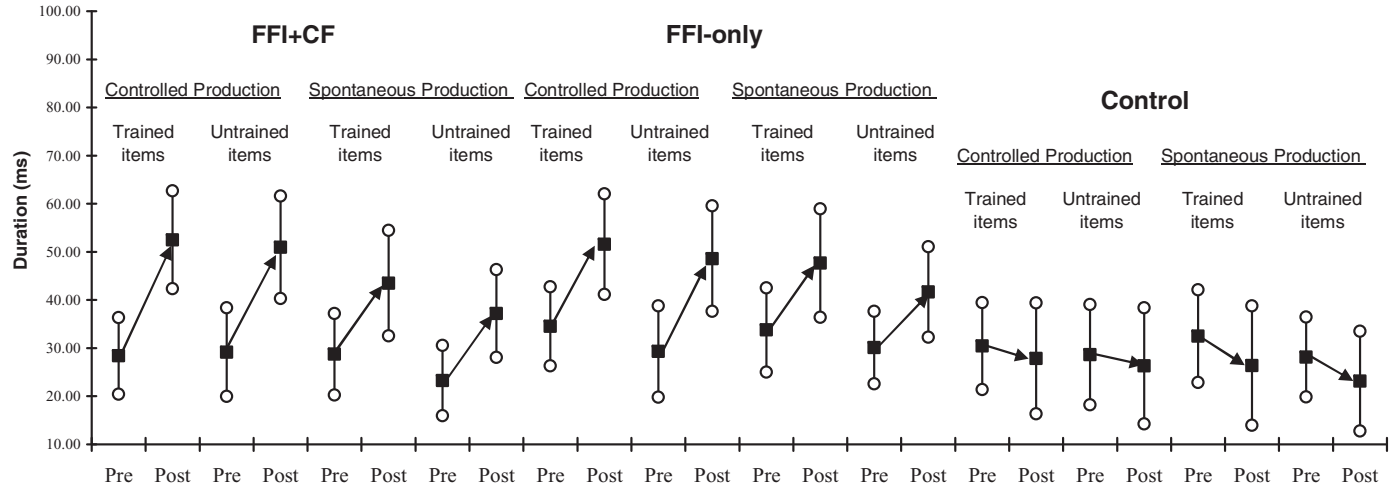 100.00
90.00
80.00
70.00
60.00
50.00
40.00
30.00
20.00
10.00
Duration (ms)
FFI+CF
Controlled Production
Spontaneous Production
Trained items
Untrained items
Trained items
Untrained items
FFI-only
Controlled Production
Spontaneous Production
Trained items
Untrained items
Trained items
Untrained items
Control
Controlled Production
Spontaneous Production
Trained items
Untrained items
Trained items
Untrained items
Pre Post Pre Post Pre Post Pre Post Pre Post Pre Post Pre Post Pre Post Pre Post Pre Post Pre Post Pre Post